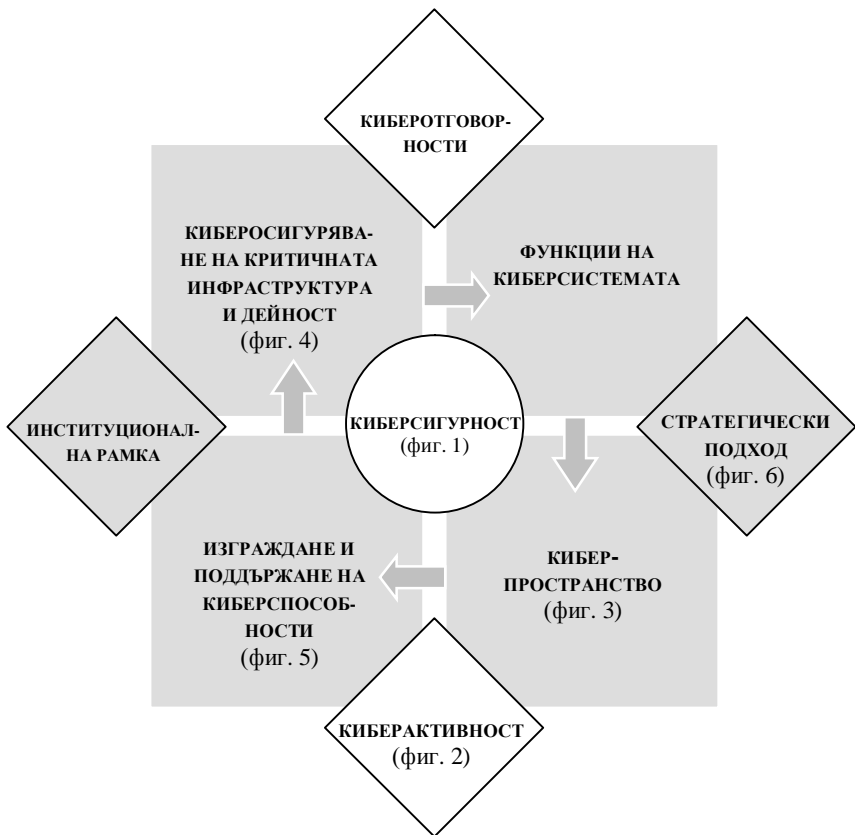 КИБЕРОТГОВОР-
НОСТИ
КИБЕРОСИГУРЯВА-
НЕ НА КРИТИЧНАТА
ИНФРАСТРУКТУРА
И ДЕЙНОСТ
(фиг. 4)
ФУНКЦИИ НА
КИБЕРСИСТЕМАТА
ИНСТИТУЦИОНАЛ-
НА РАМКА
КИБЕРСИГУРНОСТ
(фиг. 1)
СТРАТЕГИЧЕСКИ
ПОДХОД
(фиг. 6)
ИЗГРАЖДАНЕ И
ПОДДЪРЖАНЕ НА
КИБЕРСПОСОБ-
НОСТИ
(фиг. 5)
КИБЕР-
ПРОСТРАНСТВО
(фиг. 3)
КИБЕРАКТИВНОСТ
(фиг. 2)